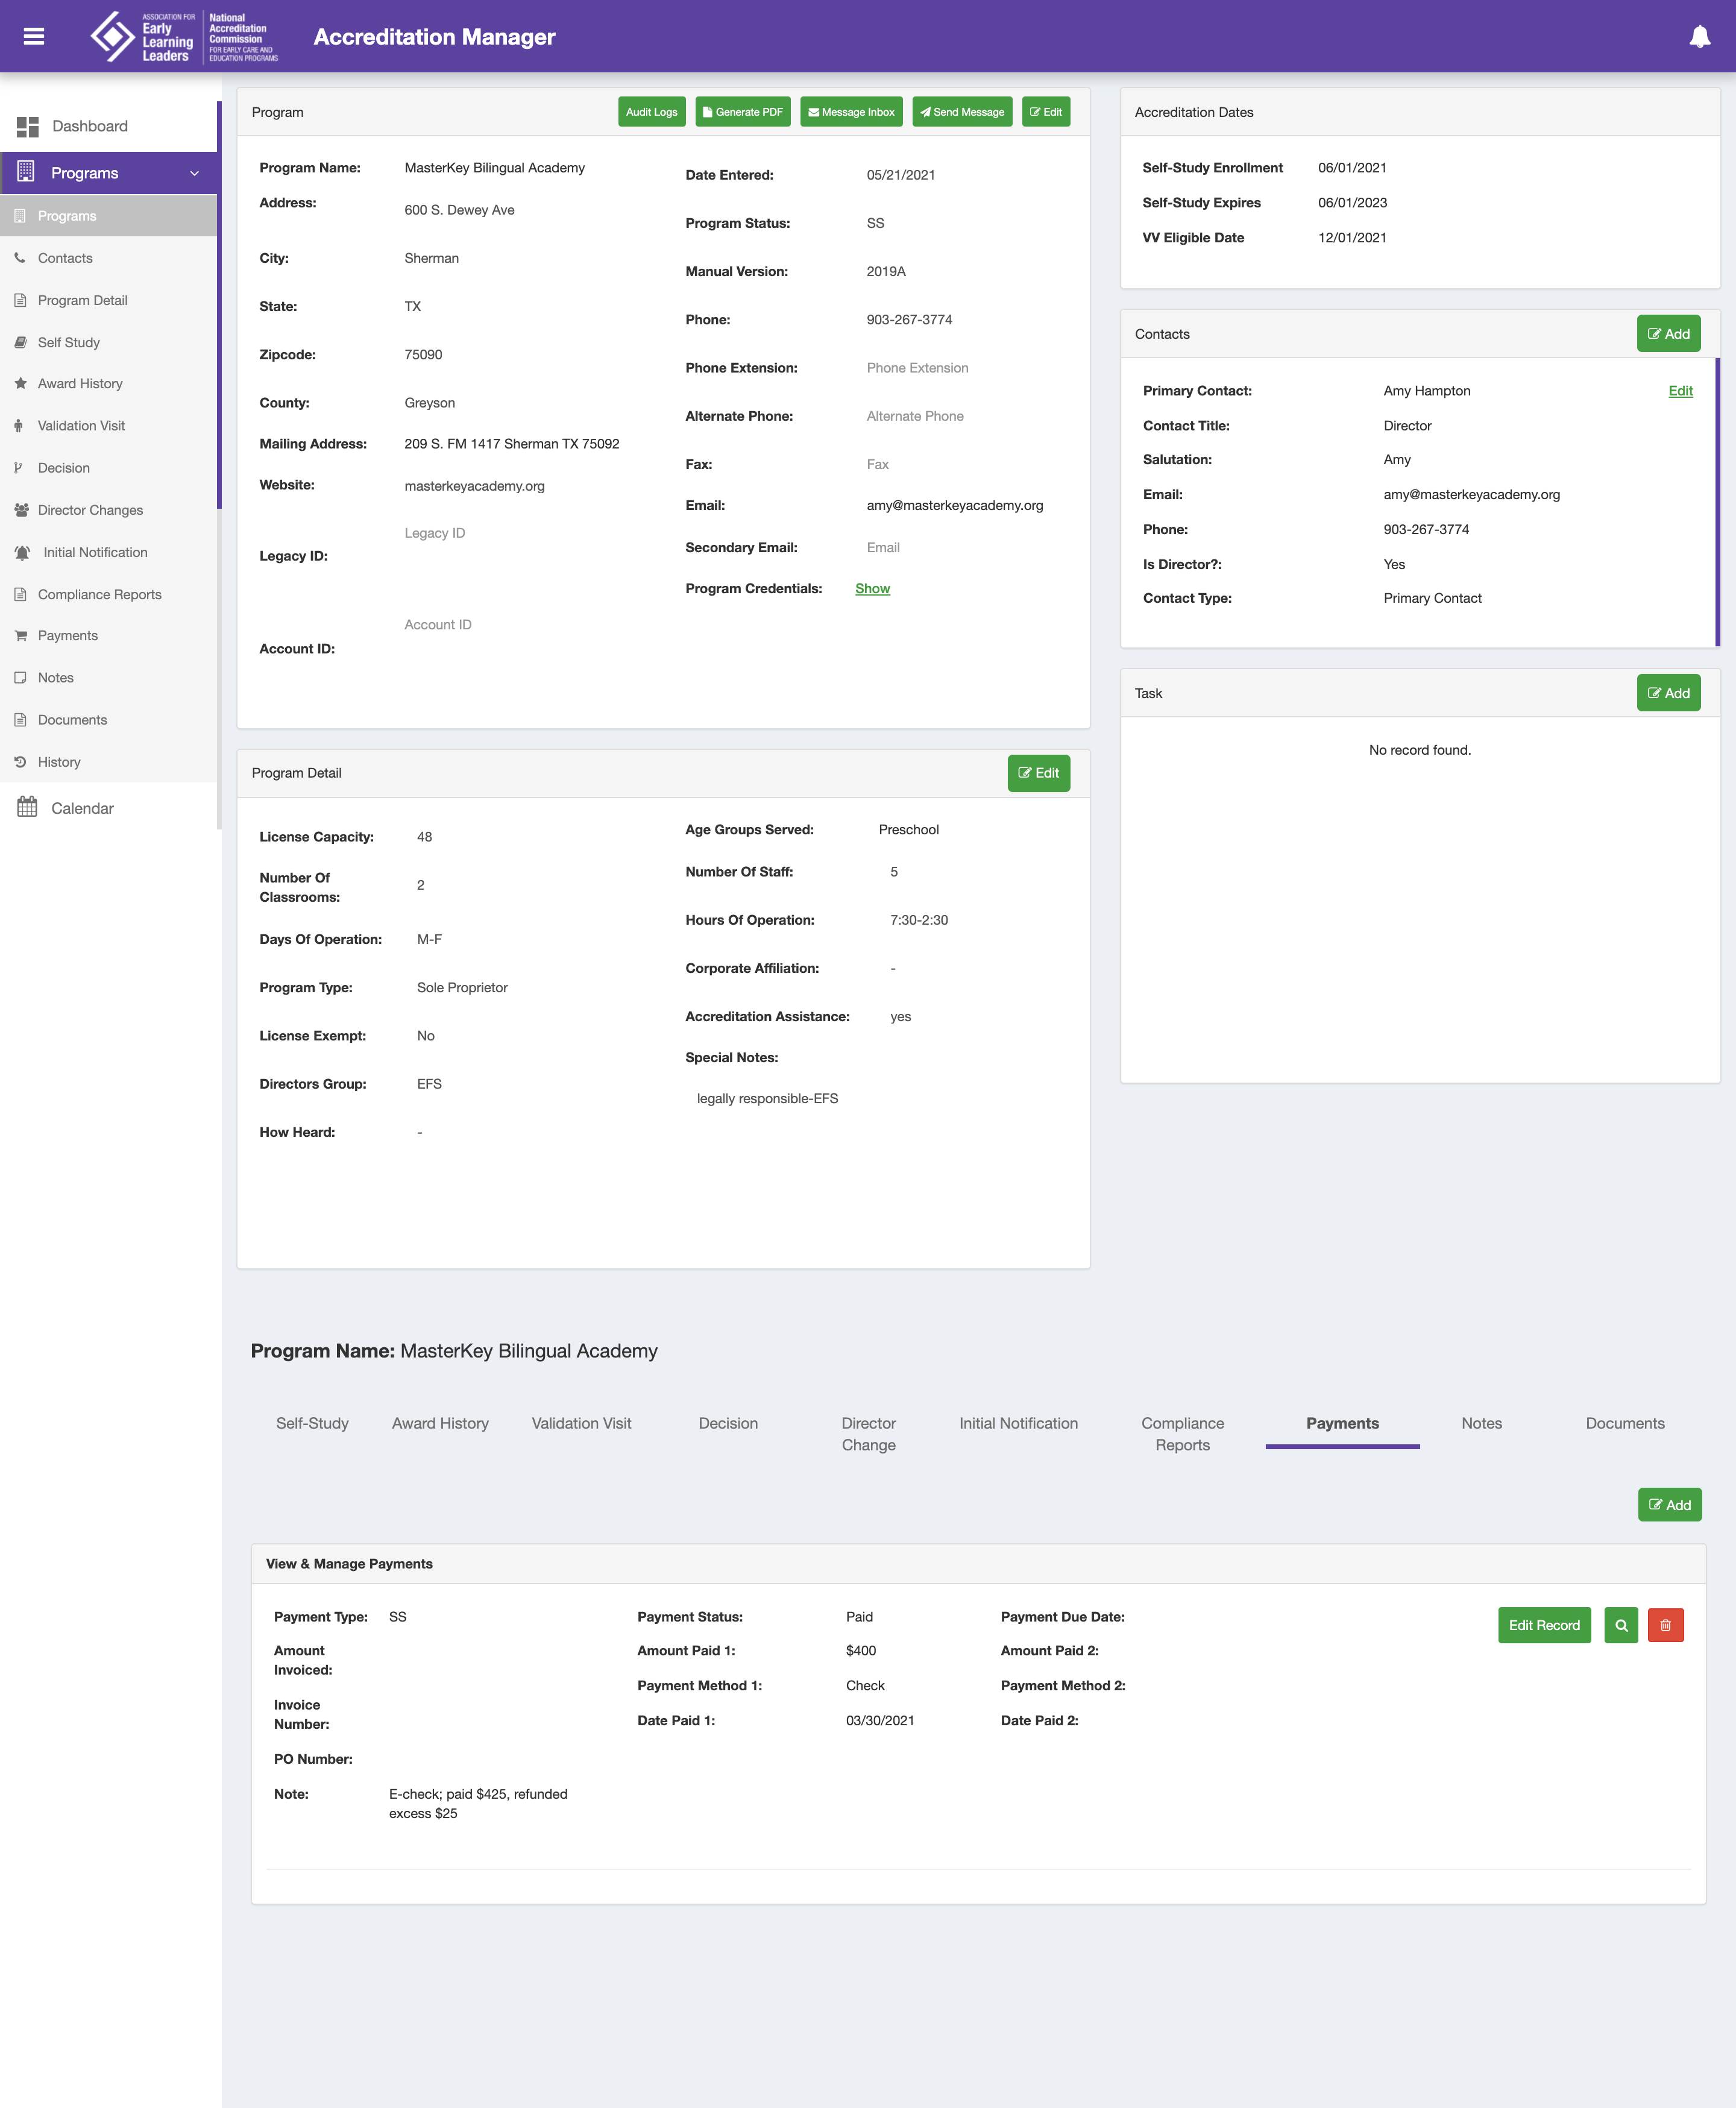 ASSOCIATION FOR
Early
Learning
Leaders
National
Accreditation
Commission
FOR EARLY CARE AND
EDUCATION PROGRAMS
Accreditation Manager
Dashboard
Programs
Programs
Contacts
Program Detail
Self Study
Award History
Validation Visit
Decision
Director Changes
Initial Notification
Compliance Reports
Payments
Notes
Documents
History
Calendar
Program
Audit Logs
Generate PDF
Message Inbox
Send Message
Edit
Program Name: MasterKey Bilingual Academy
Address: 600 S. Dewey Ave
City: Sherman
State: TX
Zipcode: 75090
County: Greyson
Mailing Address: 209 S. FM 1417 Sherman TX 75092
Website: masterkeyacademy.org
Legacy ID: Legacy ID
Account ID: Account ID
Date Entered: 05/21/2021
Program Status: SS
Manual Version: 2019A
Phone: 903-267-3774
Phone Extension: Phone Extension
Alternate Phone: Alternate Phone
Fax: Fax
Email: amy@masterkeyacademy.org
Secondary Email: Email
Program Credentials: Show
Accreditation Dates
Self-Study Enrollment 06/01/2021
Self-Study Expires 06/01/2023
VV Eligible Date 12/01/2021
Contacts
Add
Primary Contact: Amy Hampton Edit
Contact Title: Director
Salutation: Amy
Email: amy@masterkeyacademy.org
Phone: 903-267-3774
Is Director?: Yes
Contact Type: Primary Contact
Task
Add
No record found.
Program Detail
Edit
License Capacity: 48
Number Of
Classrooms: 2
Days Of Operation: M-F
Program Type: Sole Proprietor
License Exempt: No
Directors Group: EFS
How Heard: -
Age Groups Served: Preschool
Number Of Staff: 5
Hours Of Operation: 7:30-2:30
Corporate Affiliation: -
Accreditation Assistance: yes
Special Notes:
legally responsible-EFS
Program Name: MasterKey Bilingual Academy
Self-Study
Award History
Validation Visit
Decision
Director
Change
Initial Notification
Compliance
Reports
Payments
Notes
Documents
Add
View & Manage Payments
Payment Type: SS
Amount
Invoiced:
Invoice
Number:
PO Number:
Note: E-check; paid $425, refunded
excess $25
Payment Status: Paid
Amount Paid 1: $400
Payment Method 1: Check
Date Paid 1: 03/30/2021
Payment Due Date:
Amount Paid 2:
Payment Method 2:
Date Paid 2:
Edit Record